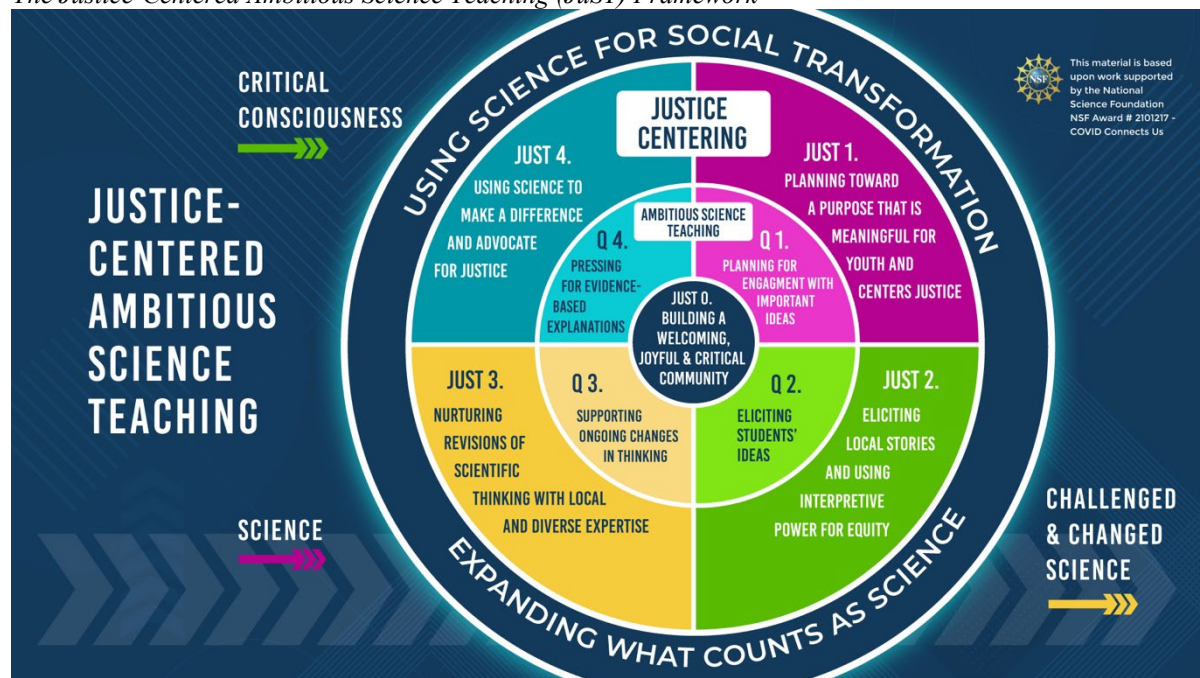 The Justice-Centered Ambitious Science Teaching (JuST) Framework
CRITICAL
CONSCIOUSNESS
JUSTICE-
CENTERED
AMBITIOUS
SCIENCE
TEACHING
SCIENCE
USING SCIENCE FOR SOCIAL TRANSFORMATION
JUSTICE
CENTERING
JUST 1.
PLANNING TOWARD
A PURPOSE THAT IS
MEANINGFUL FOR
YOUTH AND
CENTERS JUSTICE
JUST 2.
ELICITING
LOCAL STORIES
AND USING
INTERPRETIVE
POWER FOR EQUITY
JUST 3.
NURTURING
REVISIONS OF
SCIENTIFIC
THINKING WITH LOCAL
AND DIVERSE EXPERTISE
JUST 4.
USING SCIENCE TO
MAKE A DIFFERENCE
AND ADVOCATE
FOR JUSTICE
AMBITIOUS SCIENCE
TEACHING
Q 1.
PLANNING FOR
ENGAGMENT WITH
IMPORTANT
IDEAS
Q 2.
ELICITING
STUDENTS'
IDEAS
Q 3.
SUPPORTING
ONGOING CHANGES
IN THINKING
Q 4.
PRESSING
FOR EVIDENCE-
BASED
EXPLANATIONS
JUST 0.
BUILDING A
WELCOMING,
JOYFUL & CRITICAL
COMMUNITY
EXPANDING WHAT COUNTS AS SCIENCE
NSF
This material is based
upon work supported
by the National
Science Foundation
NSF Award # 2101217 -
COVID Connects Us
CHALLENGED
& CHANGED
SCIENCE